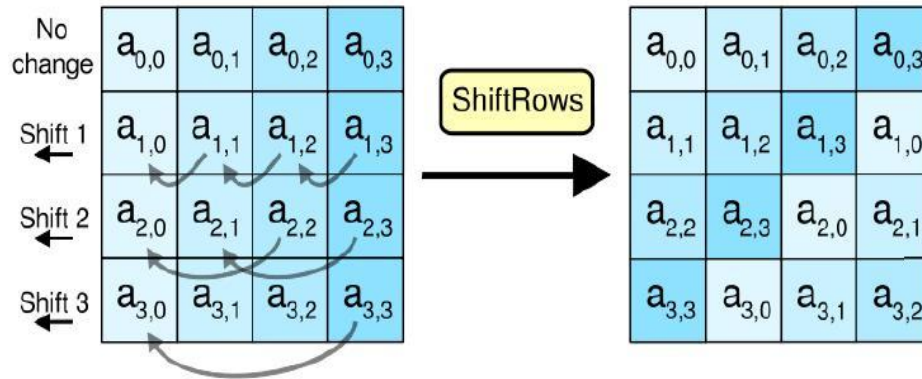 No
change
a0,0 a0,1 a0,2 a0,3
Shift 1
a1,0 a1,1 a1,2 a1,3
Shift 2
a2,0 a2,1 a2,2 a2,3
Shift 3
a3,0 a3,1 a3,2 a3,3
ShiftRows
a0,0 a0,1 a0,2 a0,3
a1,1 a1,2 a1,3 a1,0
a2,2 a2,3 a2,0 a2,1
a3,3 a3,0 a3,1 a3,2